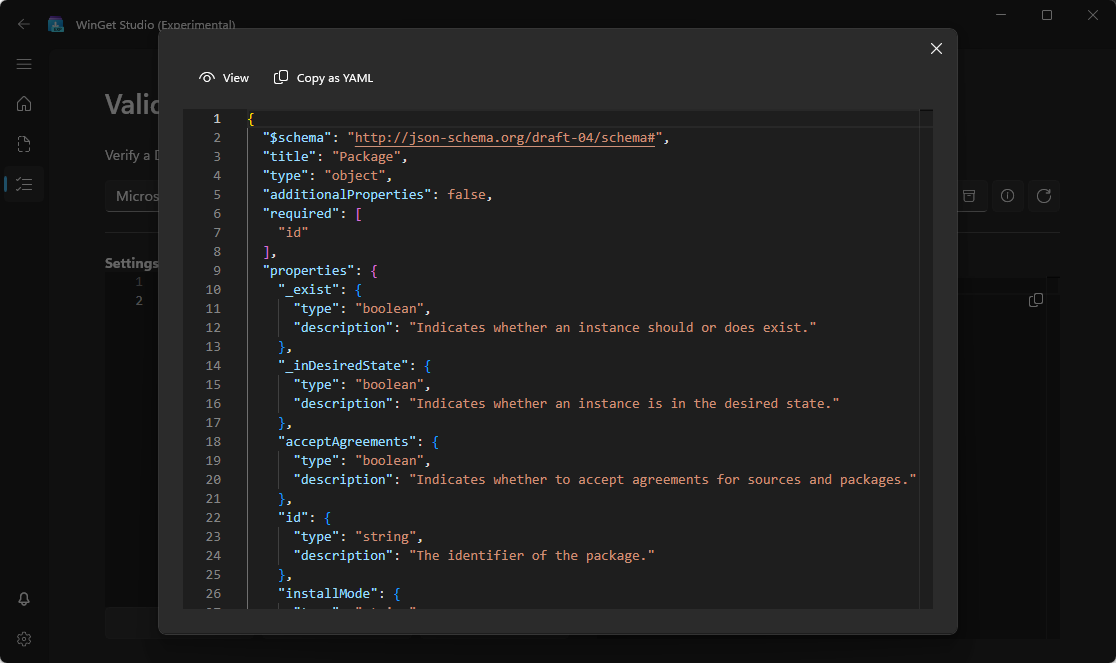 WinGet Studio (Experimental)
View
Copy as YAML
Verify a
Micros
Settings
1
2
1 {
2 "$schema": "http://json-schema.org/draft-04/schema#",
3 "title": "Package",
4 "type": "object",
5 "additionalProperties": false,
6 "required": [
7 "id"
8 ],
9 "properties": {
10 "_exist": {
11 "type": "boolean",
12 "description": "Indicates whether an instance should or does exist."
13 },
14 "_inDesiredState": {
15 "type": "boolean",
16 "description": "Indicates whether an instance is in the desired state."
17 },
18 "acceptAgreements": {
19 "type": "boolean",
20 "description": "Indicates whether to accept agreements for sources and packages."
21 },
22 "id": {
23 "type": "string",
24 "description": "The identifier of the package."
25 },
26 "installMode": {